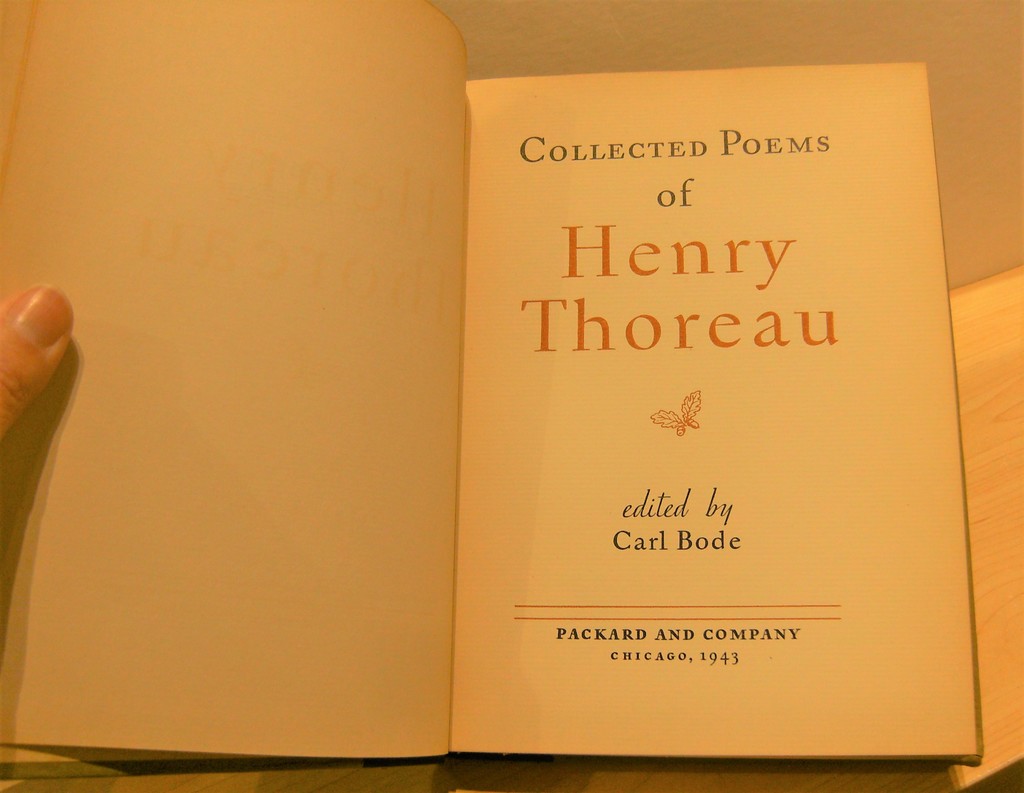 Collected Poems
of
Henry
Thoreau
edited by
Carl Bode
PACKARD AND COMPANY
CHICAGO, 1943